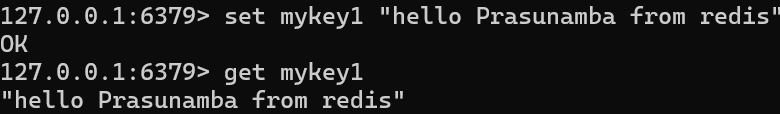 127.0.0.1:6379> set mykey1 "hello Prasunamba from redis"
OK
127.0.0.1:6379> get mykey1
"hello Prasunamba from redis"